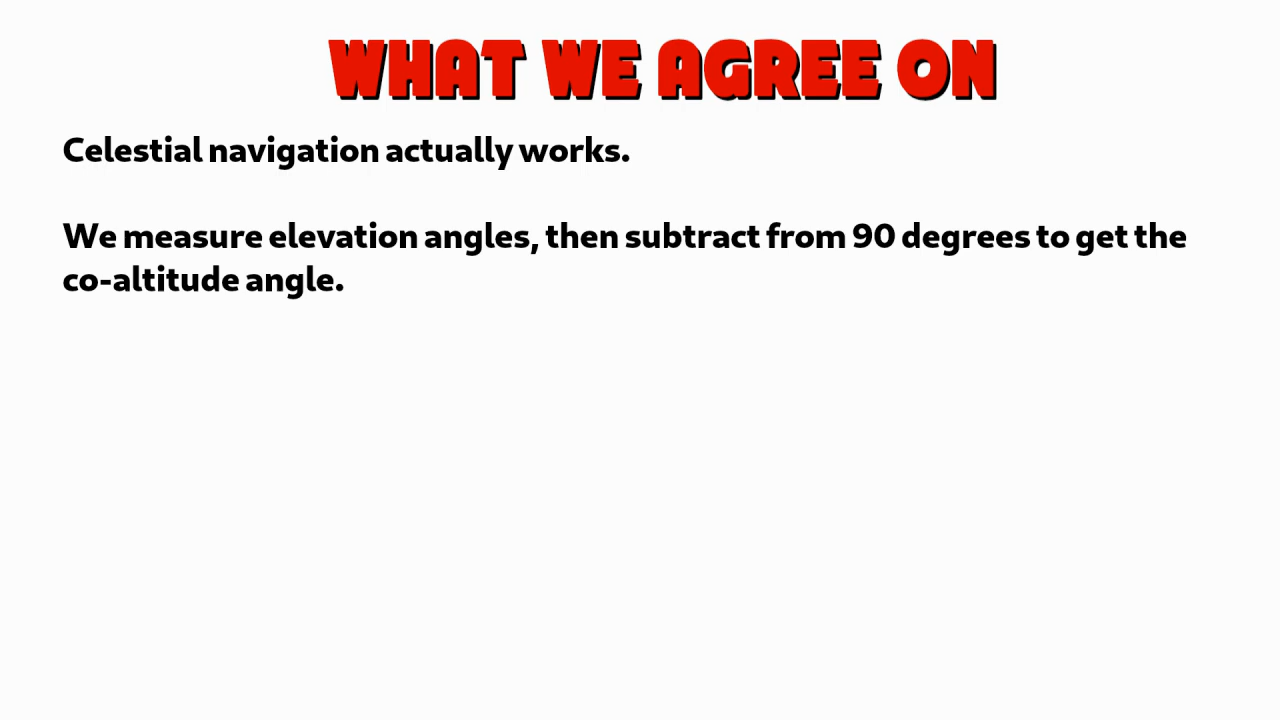 WHAT WE AGREE ON
Celestial navigation actually works.
We measure elevation angles, then subtract from 90 degrees to get the
co-altitude angle.